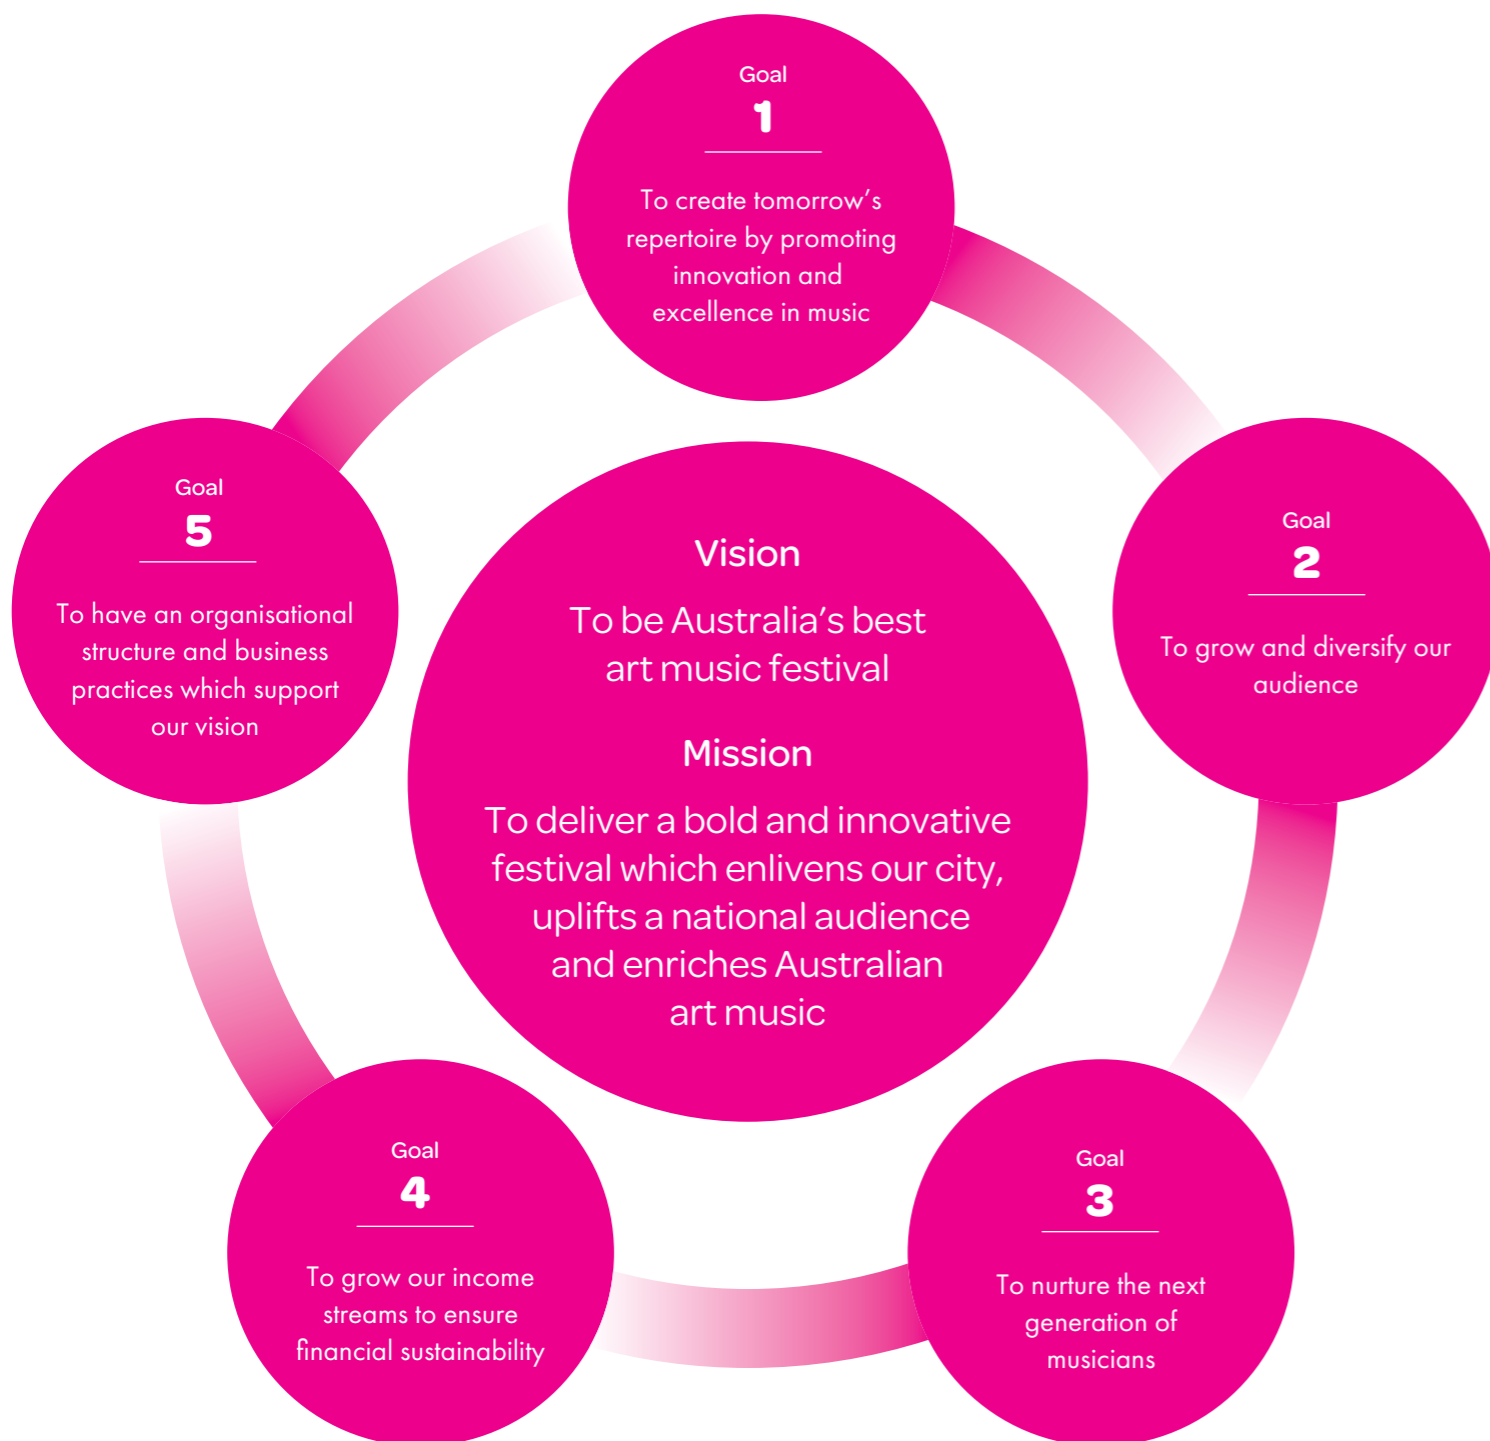 Goal
1
To create tomorrow’s
repertoire by promoting
innovation and
excellence in music
Goal
2
To grow and diversify our
audience
Goal
3
To nurture the next
generation of
musicians
Goal
4
To grow our income
streams to ensure
financial sustainability
Goal
5
To have an organisational
structure and business
practices which support
our vision
Vision
To be Australia’s best
art music festival
Mission
To deliver a bold and innovative
festival which enlivens our city,
uplifts a national audience
and enriches Australian
art music